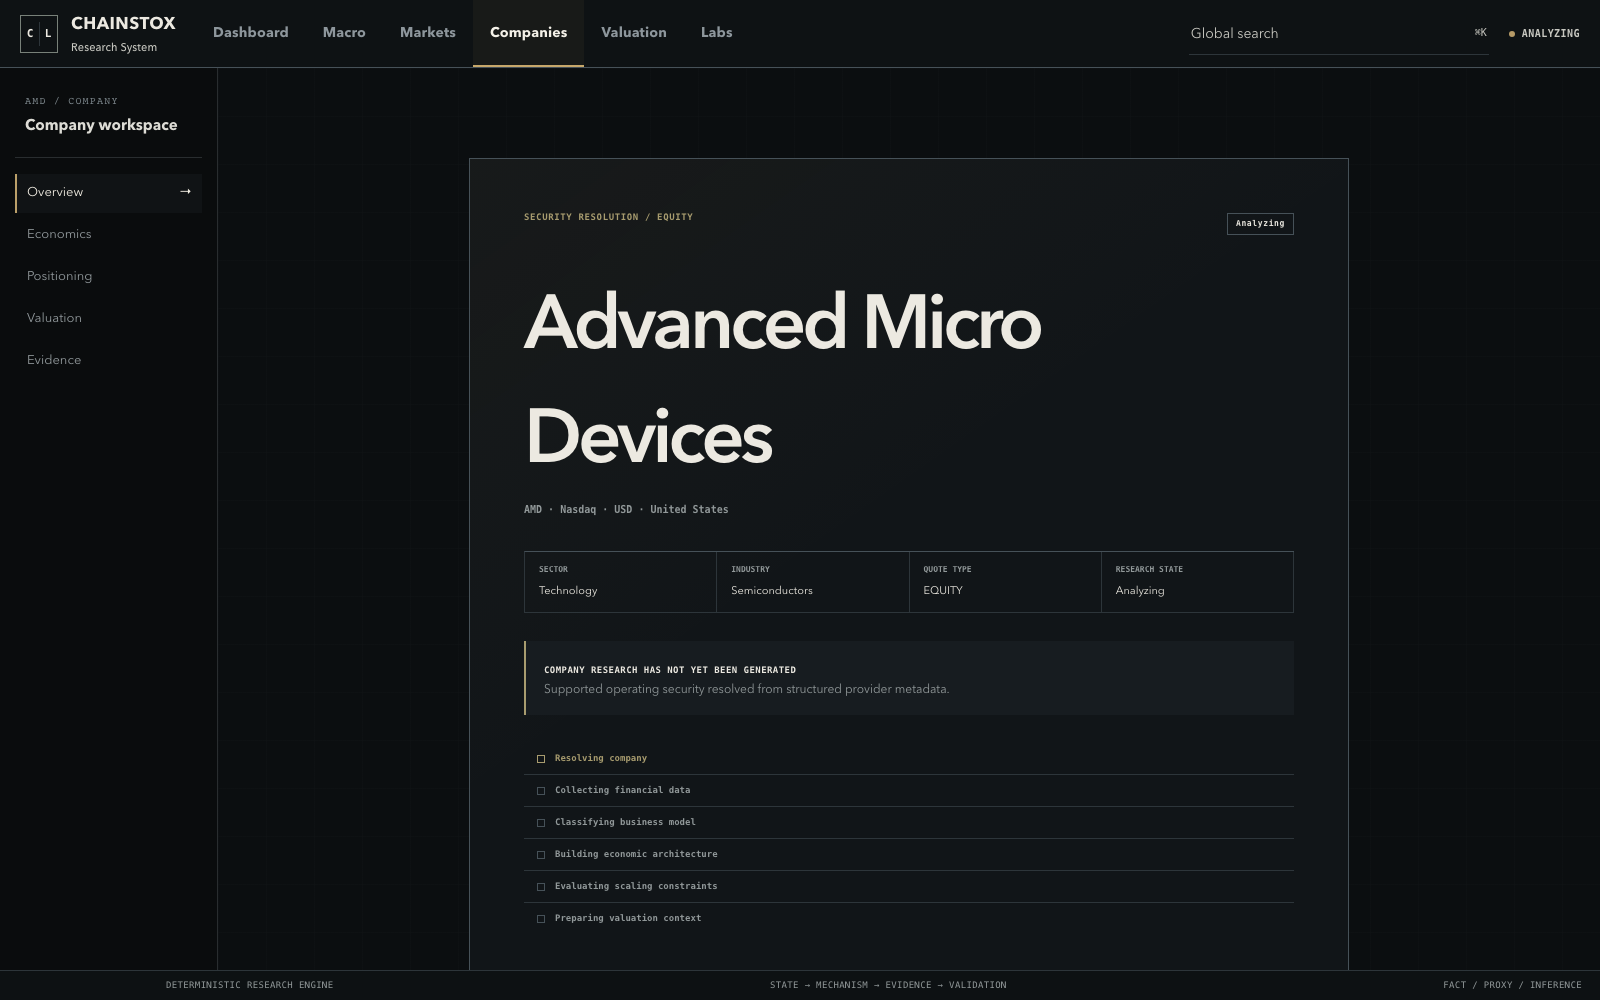 C L
CHAINSTOX
Research System
Dashboard
Macro
Markets
Companies
Valuation
Labs
Global search
⌘K
ANALYZING
AMD / COMPANY
Company workspace
Overview →
Economics
Positioning
Valuation
Evidence
SECURITY RESOLUTION / EQUITY
Analyzing
Advanced Micro
Devices
AMD · Nasdaq · USD · United States
SECTOR
Technology
INDUSTRY
Semiconductors
QUOTE TYPE
EQUITY
RESEARCH STATE
Analyzing
COMPANY RESEARCH HAS NOT YET BEEN GENERATED
Supported operating security resolved from structured provider metadata.
Resolving company
Collecting financial data
Classifying business model
Building economic architecture
Evaluating scaling constraints
Preparing valuation context
DETERMINISTIC RESEARCH ENGINE
STATE → MECHANISM → EVIDENCE → VALIDATION
FACT / PROXY / INFERENCE